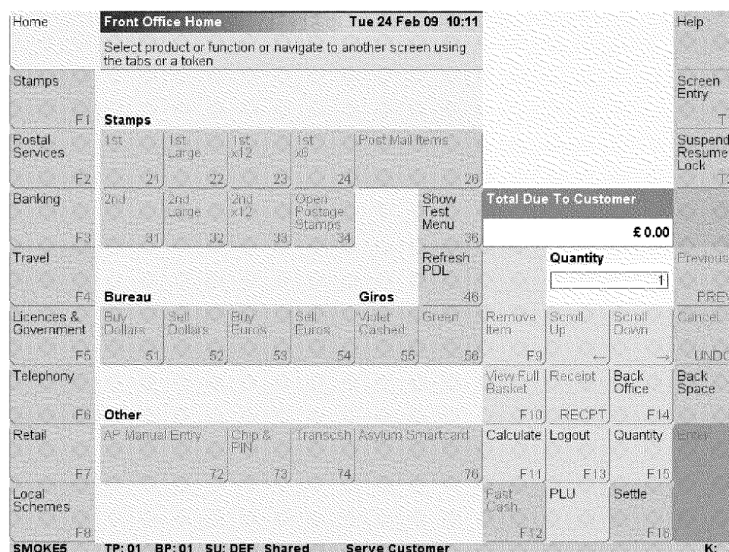 Home
Front Office Home Tue 24 Feb 09 10:11
Help
Select product or function or navigate to another screen using
the tabs or a token
Stamps
F1
Stamps
Screen
Entry
Postal
Services
F2
1st
21
1st
Large
22
1st
x12
23
1st
x6
24
Post Mail Items
26
Suspend
Resume
Lock
Banking
F3
2nd
31
2nd
Large
32
2nd
x12
33
Open
Postage
Stamps
34
Show
Test
Menu
36
Total Due To Customer
£ 0.00
Travel
F4
Bureau
Giros
Refresh
PDL
46
Quantity
1
Previous
PREV
Licences &
Government
F5
Buy
Dollars
51
Sell
Dollars
52
Buy
Euros
53
Sell
Euros
54
Violet
Cashed
55
Green
56
Remove
Item
F9
Scroll
Up
←
Scroll
Down
→
Cancel
UNDO
Telephony
F6
Other
View Full
Basket
F10
Receipt
RECPT
Back
Office
F14
Back
Space
Retail
F7
AP Manual Entry
72
Chip &
PIN
73
Transcash
74
Asylum Smartcard
76
Calculate
F11
Logout
F13
Quantity
F15
Enter
Local
Schemes
F8
Fast
Cash
F12
PLU
Settle
F16
SMOKE5 TP: 01 BP: 01 SU: DEF Shared Serve Customer K: